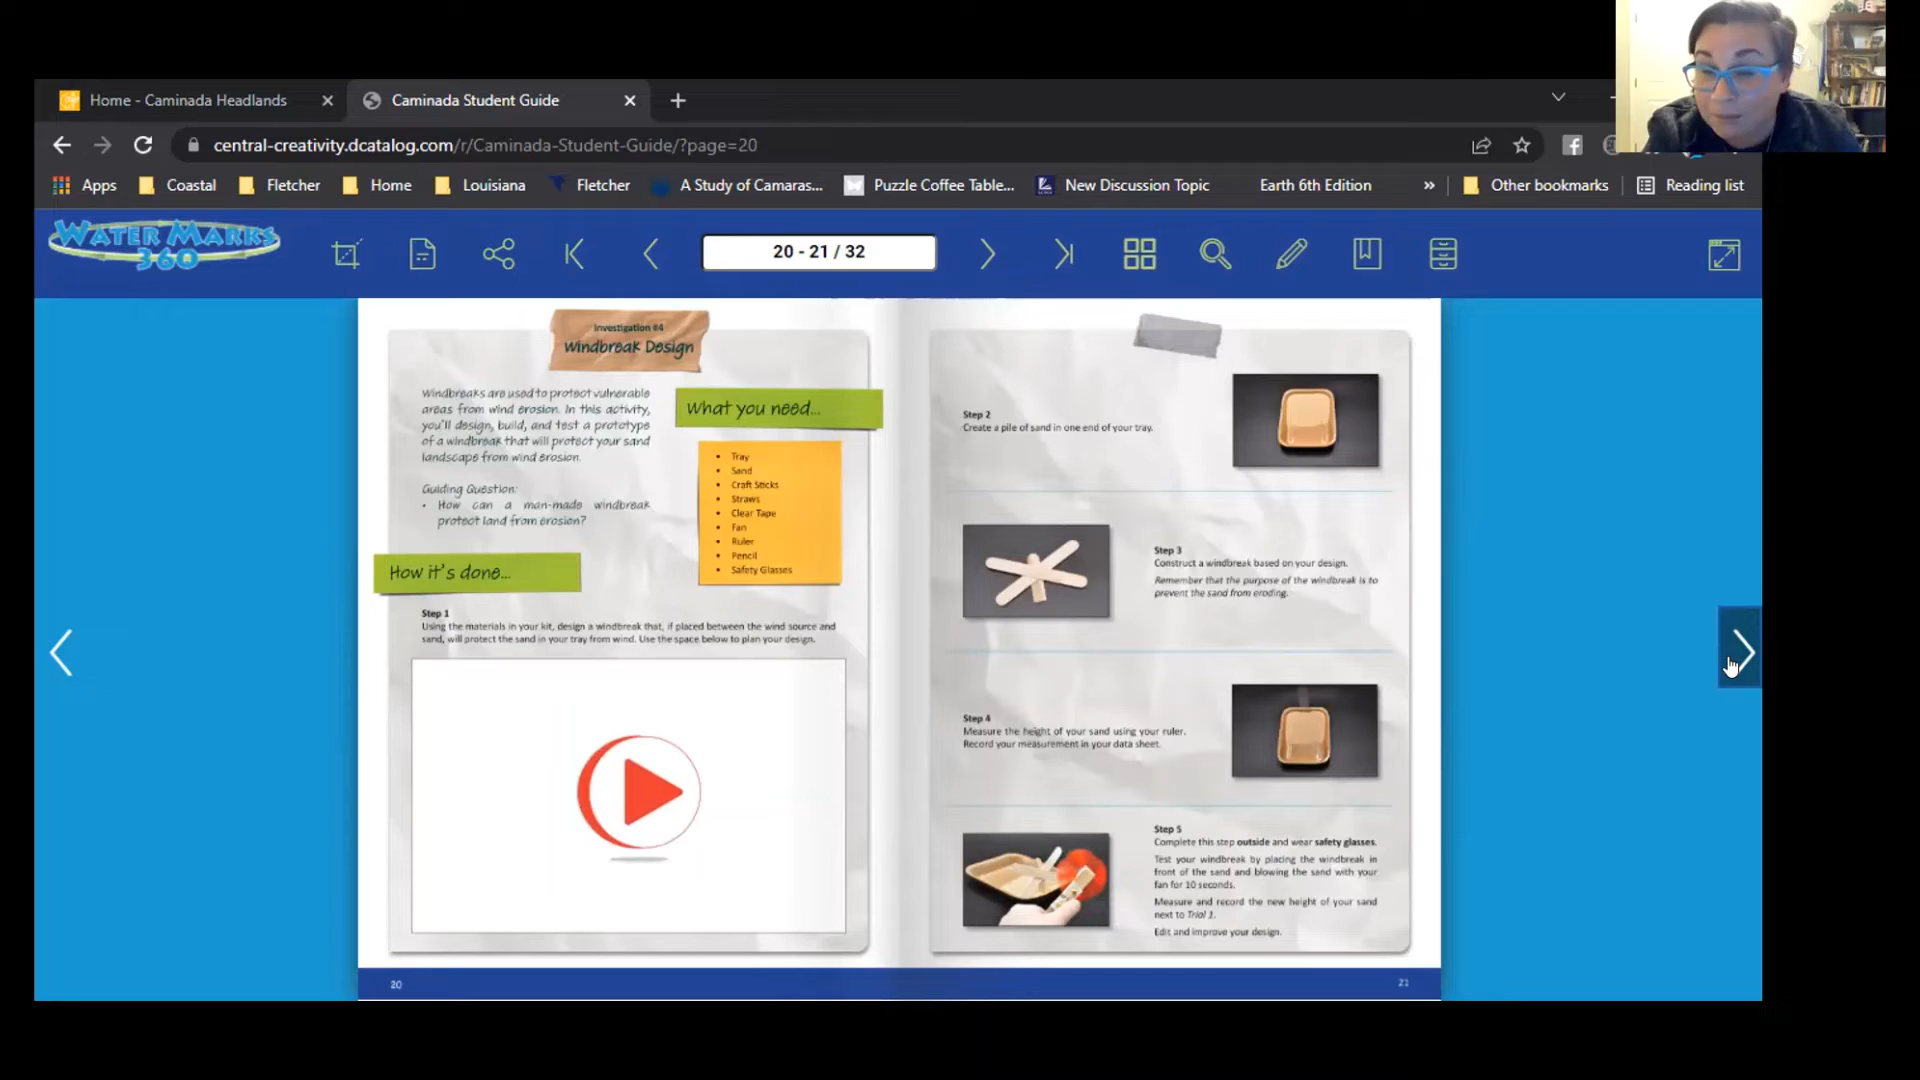 Home - Caminada Headlands
Caminada Student Guide
central-creativity.dcatalog.com/r/Caminada-Student-Guide/?page=20
Apps
Coastal
Fletcher
Home
Louisiana
Fletcher
A Study of Camaras...
Puzzle Coffee Table...
New Discussion Topic
Earth 6th Edition
»
Other bookmarks
Reading list
WATER MARKS
360
20 - 21 / 32
Investigation #4
Windbreak Design
Windbreaks are used to protect vulnerable
areas from wind erosion. In this activity,
you'll design, build, and test a prototype
of a windbreak that will protect your sand
landscape from wind erosion.
Guiding Question:
• How can a man-made windbreak
protect land from erosion?
What you need...
• Tray
• Sand
• Craft Sticks
• Straws
• Clear Tape
• Fan
• Ruler
• Pencil
• Safety Glasses
How it's done...
Step 1
Using the materials in your kit, design a windbreak that, if placed between the wind source and
sand, will protect the sand in your tray from wind. Use the space below to plan your design.
20
Step 2
Create a pile of sand in one end of your tray.
Step 3
Construct a windbreak based on your design.
Remember that the purpose of the windbreak is to
prevent the sand from eroding.
Step 4
Measure the height of your sand using your ruler.
Record your measurement in your data sheet.
Step 5
Complete this step outside and wear safety glasses.
Test your windbreak by placing the windbreak in
front of the sand and blowing the sand with your
fan for 10 seconds.
Measure and record the new height of your sand
next to Trial 1.
Edit and improve your design.
21